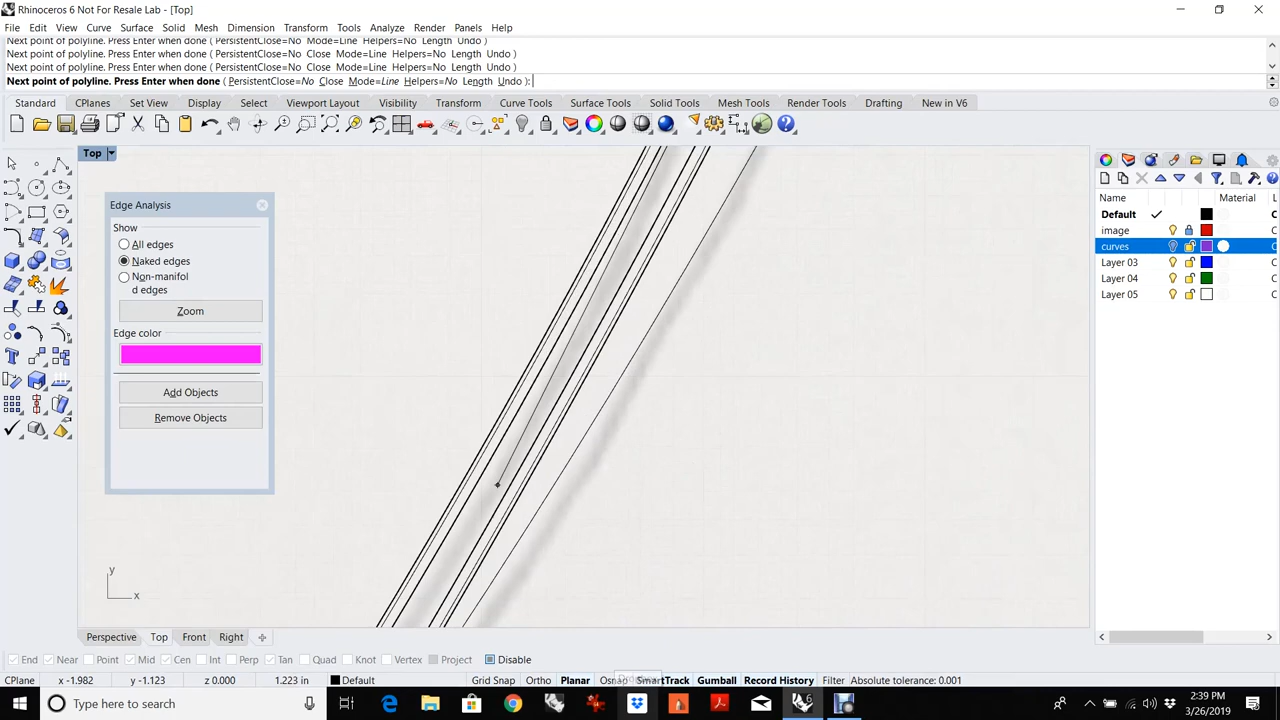 Rhinoceros 6 Not For Resale Lab - [Top]
File Edit View Curve Surface Solid Mesh Dimension Transform Tools Analyze Render Panels Help
Next point of polyline. Press Enter when done ( PersistentClose=No Close Mode=Line Helpers=No Length Undo )
Next point of polyline. Press Enter when done ( PersistentClose=No Close Mode=Line Helpers=No Length Undo )
Next point of polyline. Press Enter when done ( PersistentClose=No Close Mode=Line Helpers=No Length Undo )
Next point of polyline. Press Enter when done ( PersistentClose=No Close Mode=Line Helpers=No Length Undo ):
Standard CPlanes Set View Display Select Viewport Layout Visibility Transform Curve Tools Surface Tools Solid Tools Mesh Tools Render Tools Drafting New in V6
Top
Name Material L
Default C
image C
curves C
Layer 03 C
Layer 04 C
Layer 05 C
Edge Analysis
Show
All edges
Naked edges
Non-manifol
d edges
Zoom
Edge color
Add Objects
Remove Objects
y
x
Perspective Top Front Right
End Near Point Mid Cen Int Perp Tan Quad Knot Vertex Project Disable
CPlane x -1.982 y -1.123 z 0.000 1.223 in Default Grid Snap Ortho Planar Osnap SmartTrack Gumball Record History Filter Absolute tolerance: 0.001
Type here to search
2:39 PM
3/26/2019